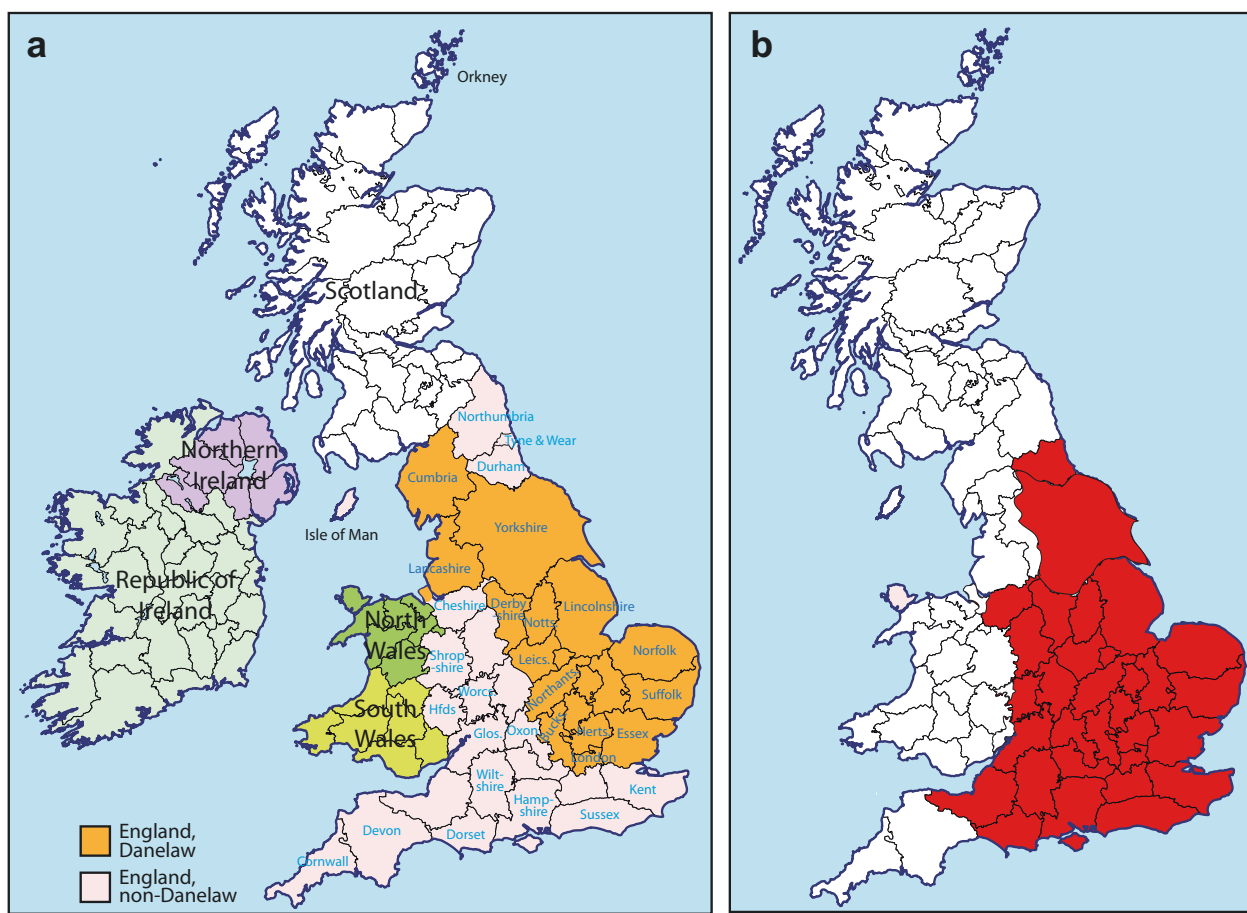 a
b
Orkney
Scotland
Northumbria
Tyne & Wear
Durham
Northern
Ireland
Cumbria
Isle of Man
Yorkshire
Republic of
Ireland
Lancashire
Cheshire
Derby
shire
Notts
Lincolnshire
North
Wales
Shrop
-shire
Leics.
Norfolk
Worcs
Northants
Suffolk
South
Wales
Hfds
Glos.
Oxon
Bucks
Herts
Essex
London
Wilt-
shire
Hamp-
shire
Kent
Sussex
Devon
Dorset
Cornwall
England,
Danelaw
England,
non-Danelaw